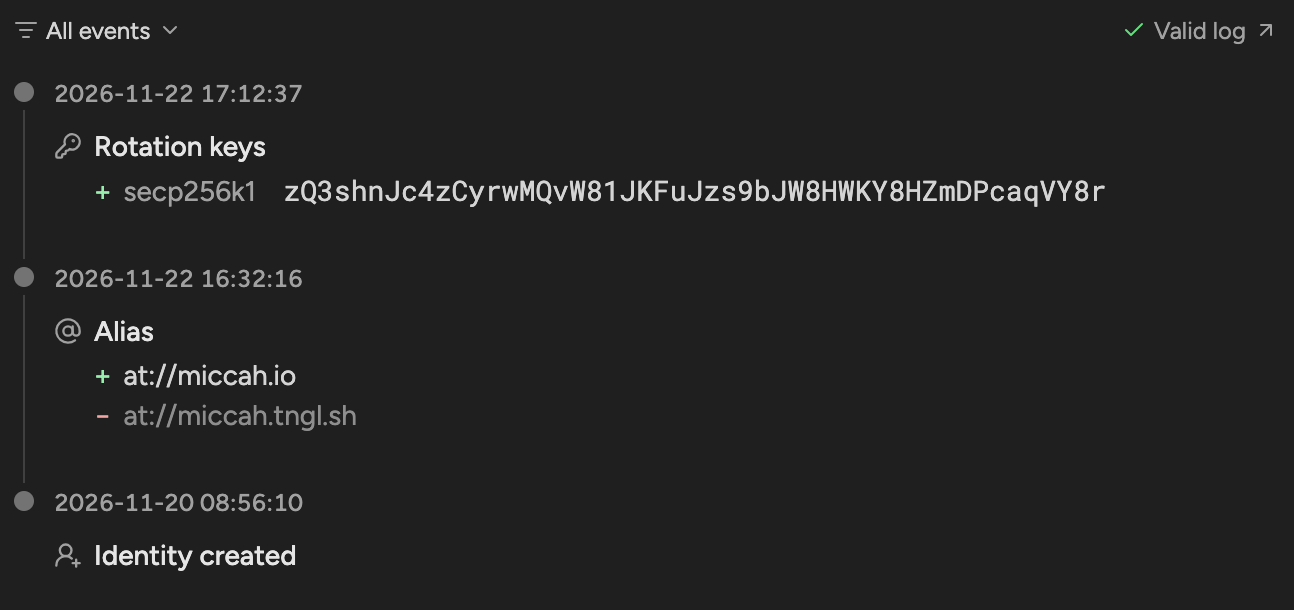 All events
Valid log
2026-11-22 17:12:37
Rotation keys
+ secp256k1 zQ3shnJc4zCyrwMQvW81JKFuJzs9bJW8HWKY8HZmDPcaqVY8r
2026-11-22 16:32:16
Alias
+ at://miccah.io
- at://miccah.tngl.sh
2026-11-20 08:56:10
Identity created